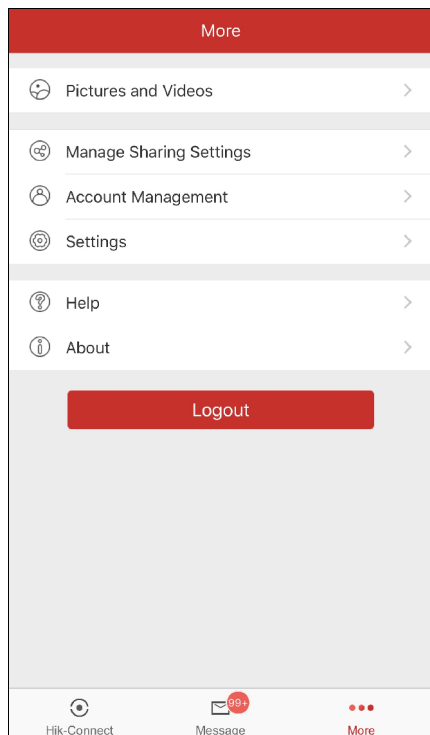 More
Pictures and Videos
Manage Sharing Settings
Account Management
Settings
Help
About
Logout
99+
Hik-Connect
Message
More